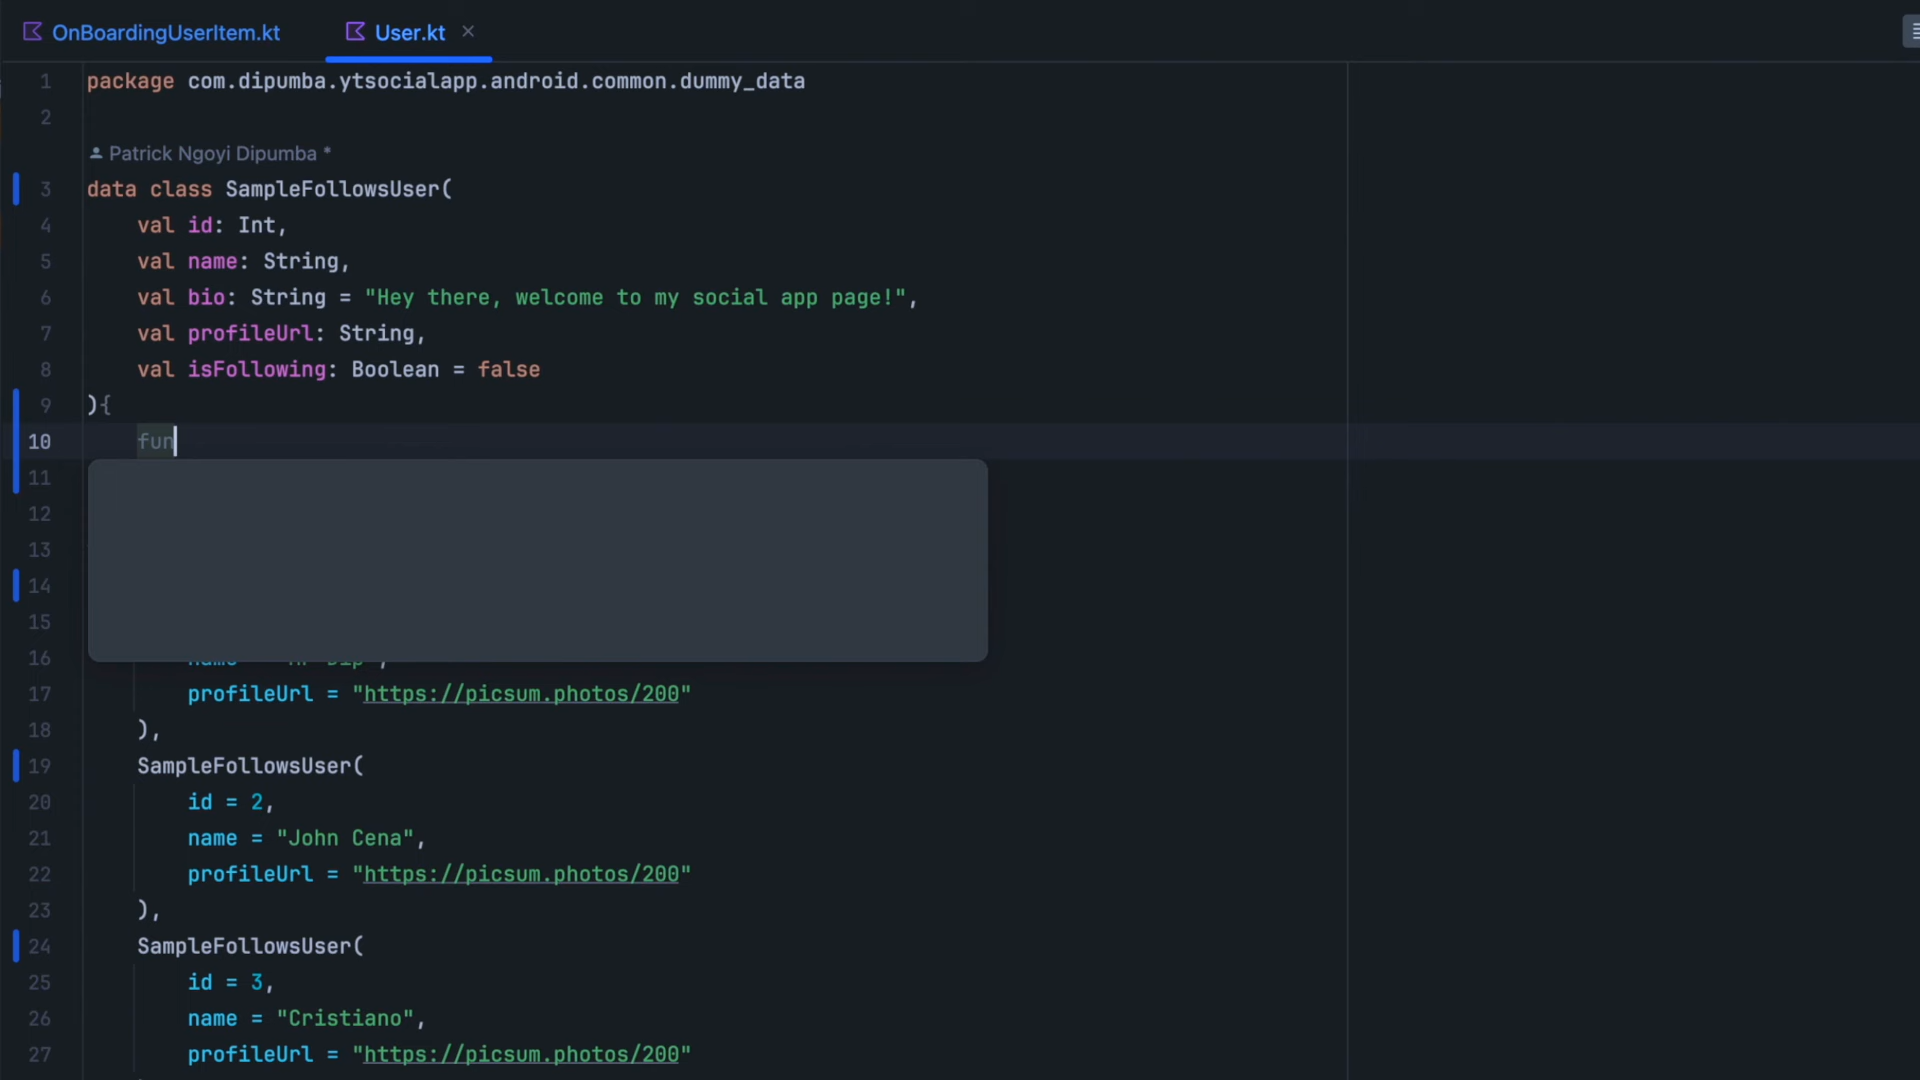 OnBoardingUserItem.kt
User.kt
1 package com.dipumba.ytsocialapp.android.common.dummy_data
2
Patrick Ngoyi Dipumba *
3 data class SampleFollowsUser(
4 val id: Int,
5 val name: String,
6 val bio: String = "Hey there, welcome to my social app page!",
7 val profileUrl: String,
8 val isFollowing: Boolean = false
9 ){
10 fun
11
12
13
14
15
16
17 profileUrl = "https://picsum.photos/200"
18 ),
19 SampleFollowsUser(
20 id = 2,
21 name = "John Cena",
22 profileUrl = "https://picsum.photos/200"
23 ),
24 SampleFollowsUser(
25 id = 3,
26 name = "Cristiano",
27 profileUrl = "https://picsum.photos/200"